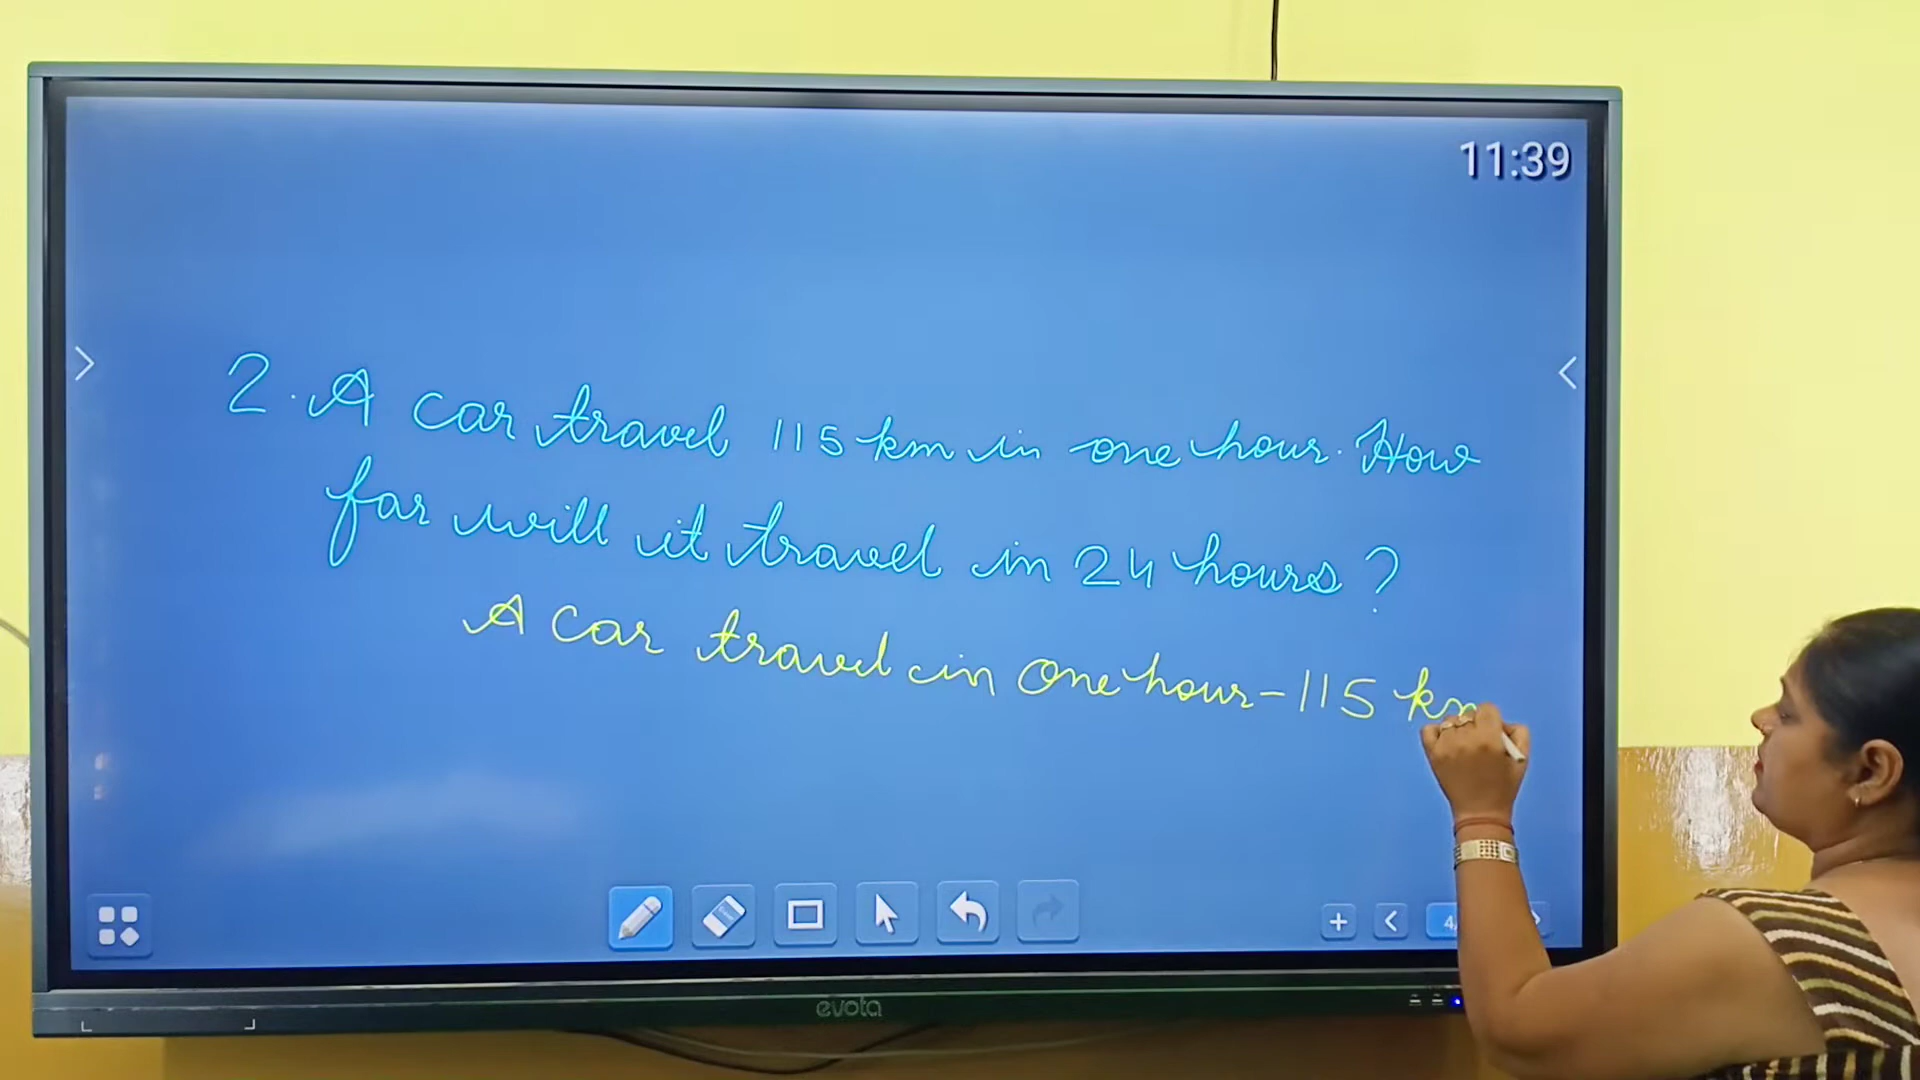 11:39
2. A car travel 115 km in one hour. How
far will it travel in 24 hours?
A car travel in one hour - 115 km
evota